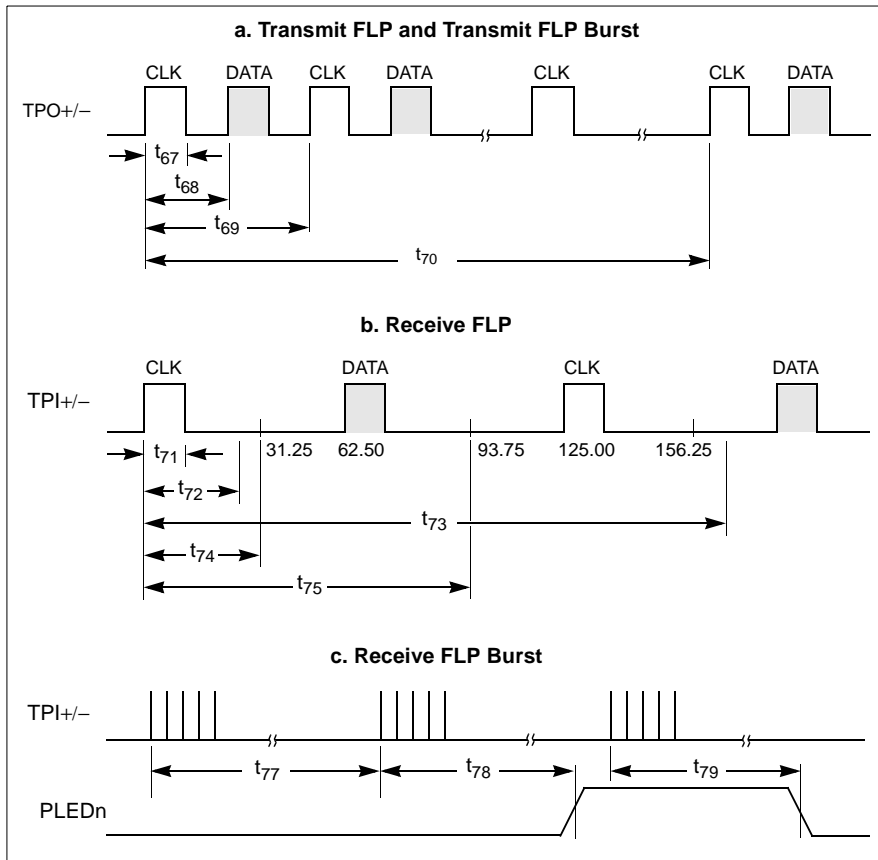 a. Transmit FLP and Transmit FLP Burst
CLK DATA CLK DATA CLK CLK DATA
TPO+/−
t67
t68
t69
t70
b. Receive FLP
CLK DATA CLK DATA
TPI+/−
t71 31.25 62.50 93.75 125.00 156.25
t72
t73
t74
t75
c. Receive FLP Burst
TPI+/−
t77 t78 t79
PLEDn